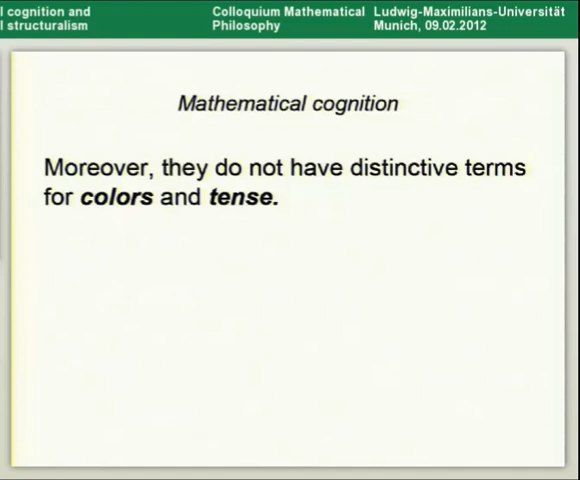 l cognition and
l structuralism
Colloquium Mathematical
Philosophy
Ludwig-Maximilians-Universität
Munich, 09.02.2012
Mathematical cognition
Moreover, they do not have distinctive terms
for colors and tense.